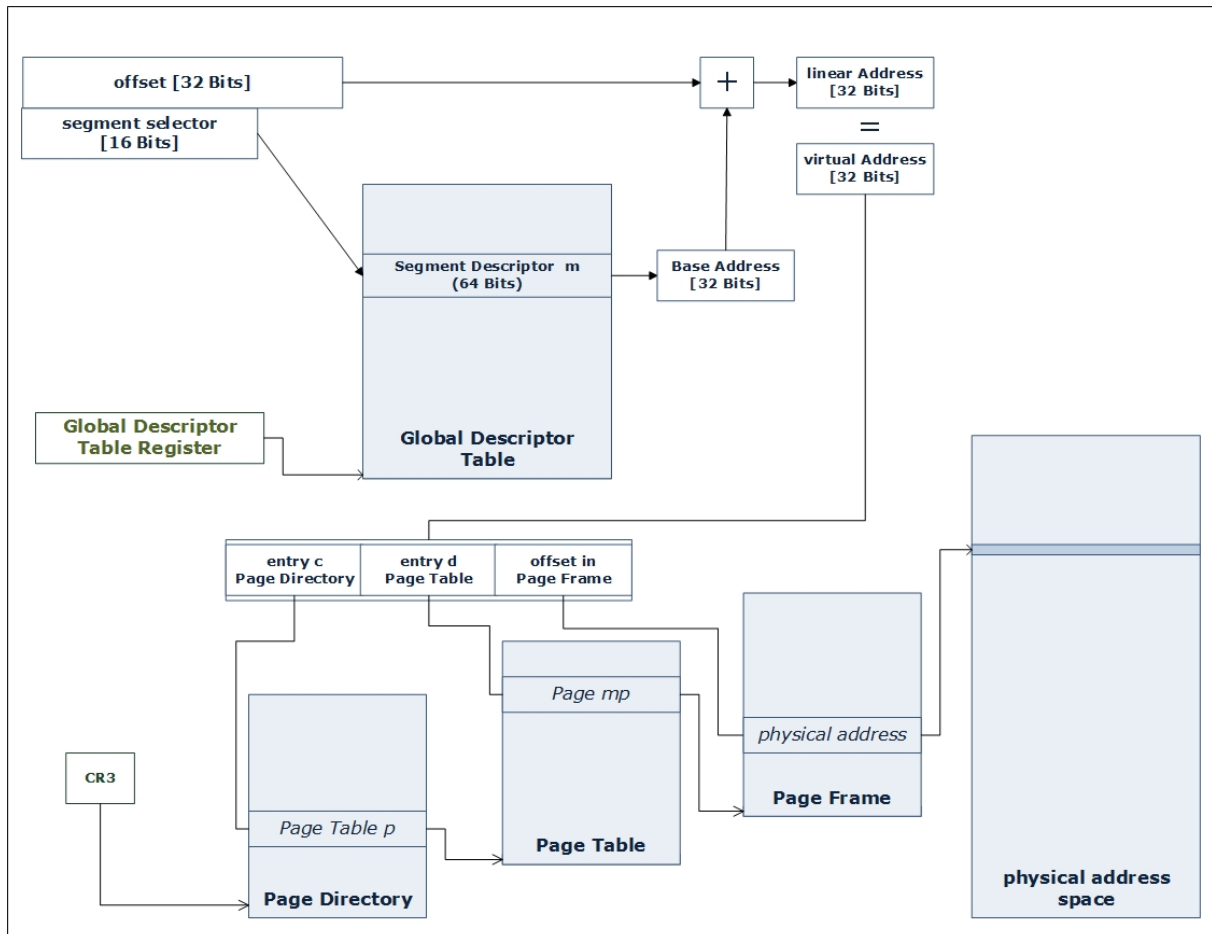 offset [32 Bits]
+
linear Address
[32 Bits]
segment selector
[16 Bits]
=
virtual Address
[32 Bits]
Segment Descriptor m
(64 Bits)
Base Address
[32 Bits]
Global Descriptor
Table Register
Global Descriptor
Table
entry c
Page Directory
entry d
Page Table
offset in
Page Frame
Page mp
physical address
CR3
Page Frame
Page Table p
Page Table
Page Directory
physical address
space